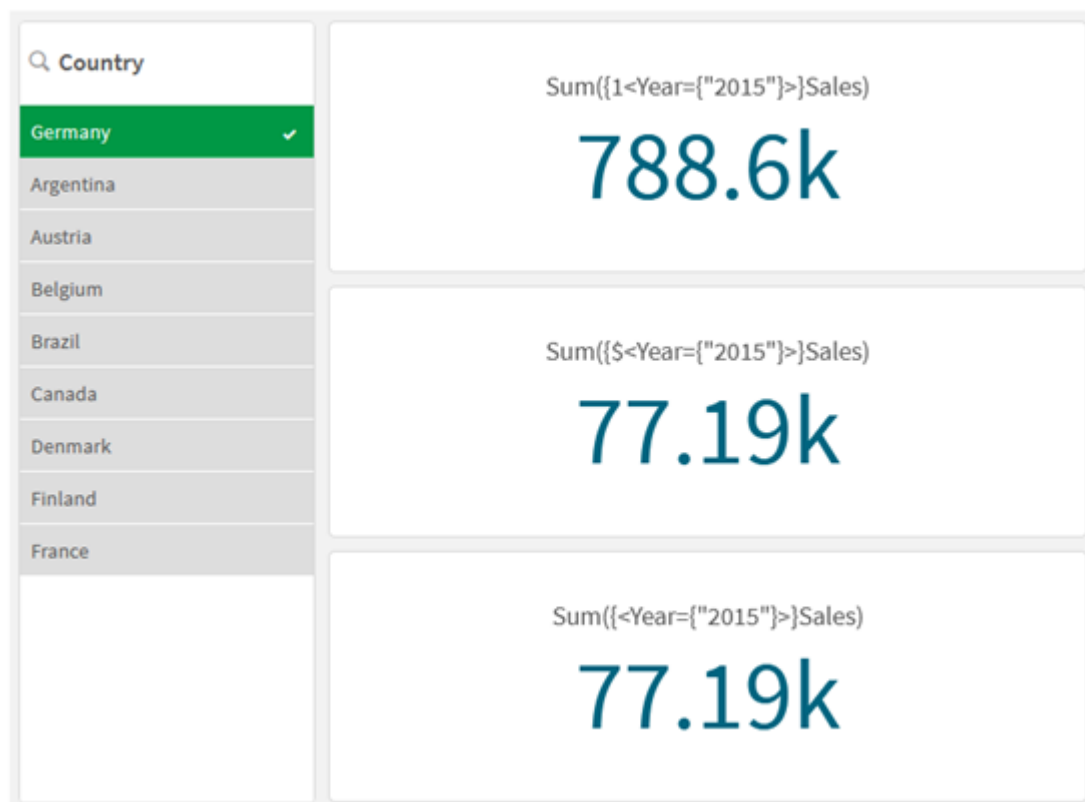 Country
Germany
Argentina
Austria
Belgium
Brazil
Canada
Denmark
Finland
France
Sum({1<Year={"2015"}>}Sales)
788.6k
Sum({$<Year={"2015"}>}Sales)
77.19k
Sum({<Year={"2015"}>}Sales)
77.19k